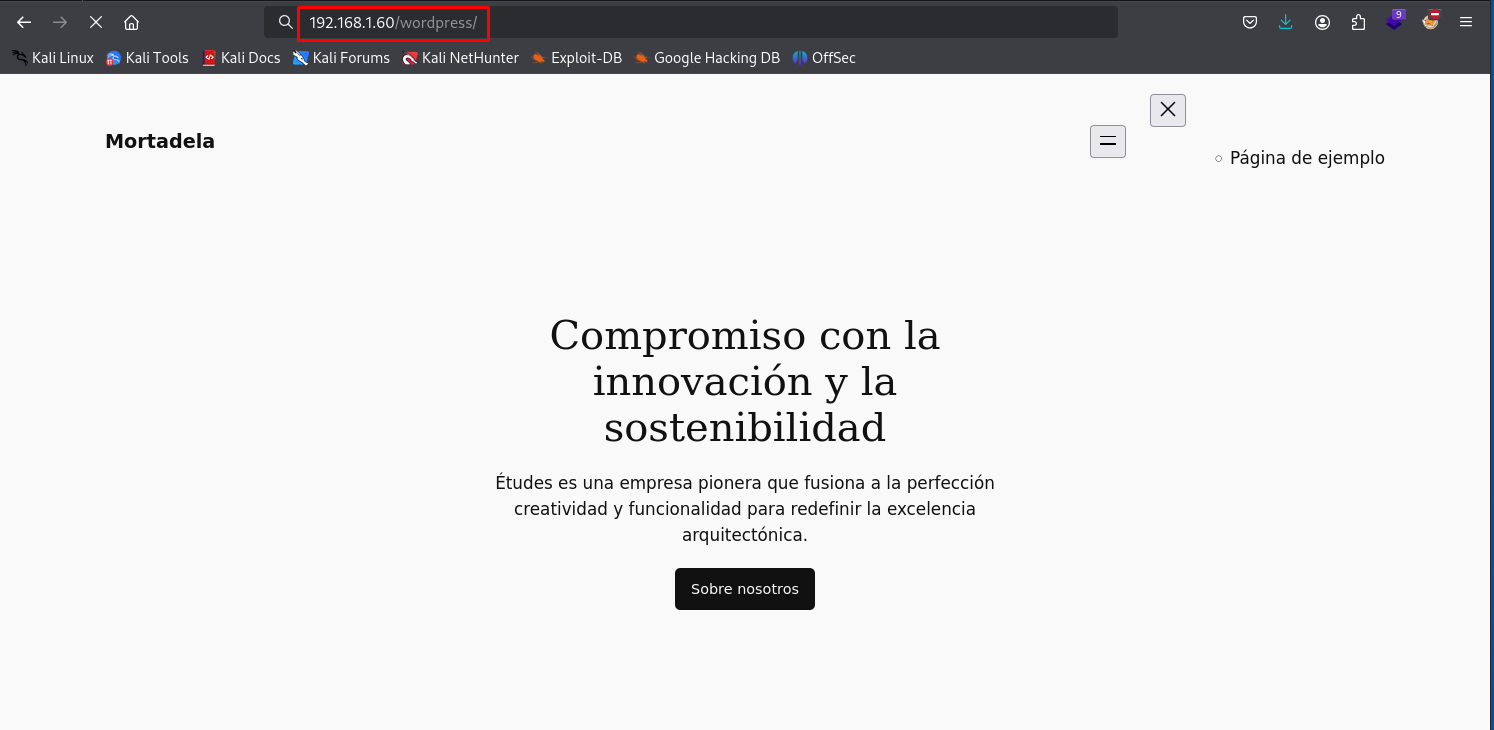 192.168.1.60/wordpress/
9
Kali Linux Kali Tools Kali Docs Kali Forums Kali NetHunter Exploit-DB Google Hacking DB OffSec
Mortadela
Página de ejemplo
Compromiso con la
innovación y la
sostenibilidad
Études es una empresa pionera que fusiona a la perfección
creatividad y funcionalidad para redefinir la excelencia
arquitectónica.
Sobre nosotros